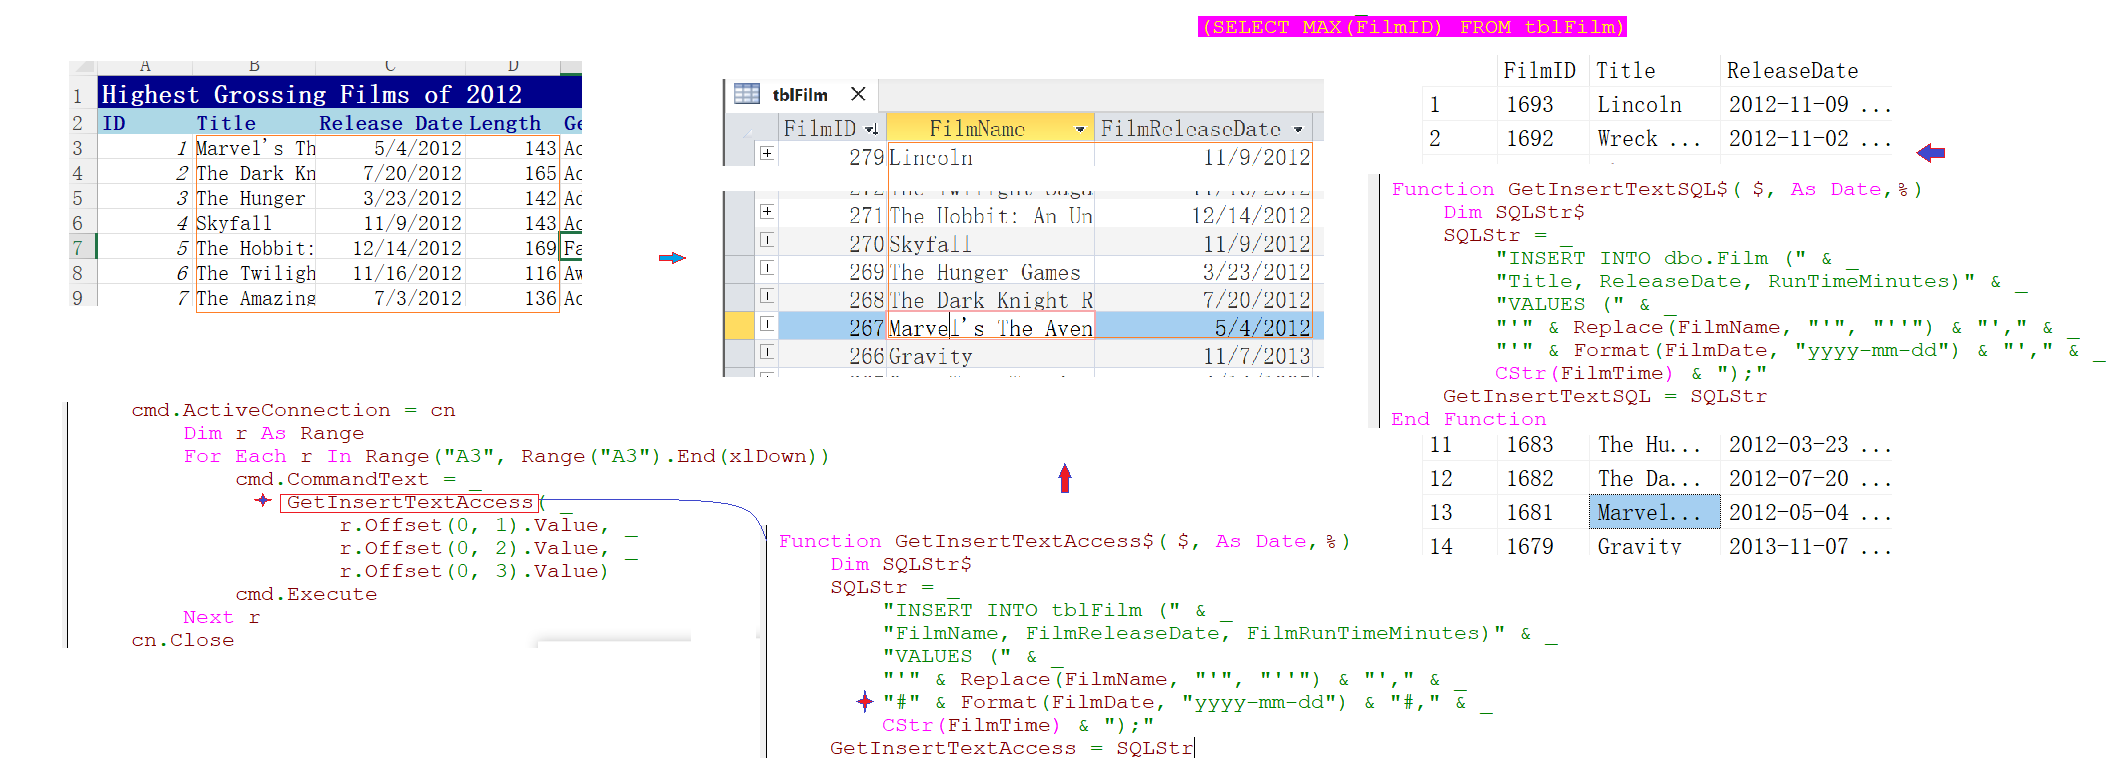 (SELECT MAX(FilmID) FROM tblFilm)
A B C D
1 Highest Grossing Films of 2012
2 ID Title Release Date Length Ge
3 1 Marvel's Th 5/4/2012 143 Ac
4 2 The Dark Kn 7/20/2012 165 Ac
5 3 The Hunger 3/23/2012 142 Ad
6 4 Skyfall 11/9/2012 143 Ac
7 5 The Hobbit: 12/14/2012 169 Fa
8 6 The Twiligh 11/16/2012 116 Aw
9 7 The Amazing 7/3/2012 136 Ac
tblFilm
FilmID FilmName FilmReleaseDate
279 Lincoln 11/9/2012
271 The Hobbit: An Un 12/14/2012
270 Skyfall 11/9/2012
269 The Hunger Games 3/23/2012
268 The Dark Knight R 7/20/2012
267 Marvel's The Aven 5/4/2012
266 Gravity 11/7/2013
FilmID Title ReleaseDate
1 1693 Lincoln 2012-11-09 ...
2 1692 Wreck ... 2012-11-02 ...
Function GetInsertTextSQL$( $, As Date,%)
Dim SQLStr$
SQLStr = _
"INSERT INTO dbo.Film (" & _
"Title, ReleaseDate, RunTimeMinutes)" & _
"VALUES (" & _
"'" & Replace(FilmName, "'", "''") & "'," & _
"'" & Format(FilmDate, "yyyy-mm-dd") & "'," & _
CStr(FilmTime) & ");"
GetInsertTextSQL = SQLStr
End Function
11 1683 The Hu... 2012-03-23 ...
12 1682 The Da... 2012-07-20 ...
13 1681 Marvel... 2012-05-04 ...
14 1679 Gravity 2013-11-07 ...
cmd.ActiveConnection = cn
Dim r As Range
For Each r In Range("A3", Range("A3").End(xlDown))
cmd.CommandText = _
GetInsertTextAccess( _
r.Offset(0, 1).Value, _
r.Offset(0, 2).Value, _
r.Offset(0, 3).Value)
cmd.Execute
Next r
cn.Close
Function GetInsertTextAccess$( $, As Date,%)
Dim SQLStr$
SQLStr = _
"INSERT INTO tblFilm (" & _
"FilmName, FilmReleaseDate, FilmRunTimeMinutes)" & _
"VALUES (" & _
"'" & Replace(FilmName, "'", "''") & "'," & _
"#" & Format(FilmDate, "yyyy-mm-dd") & "#," & _
CStr(FilmTime) & ");"
GetInsertTextAccess = SQLStr